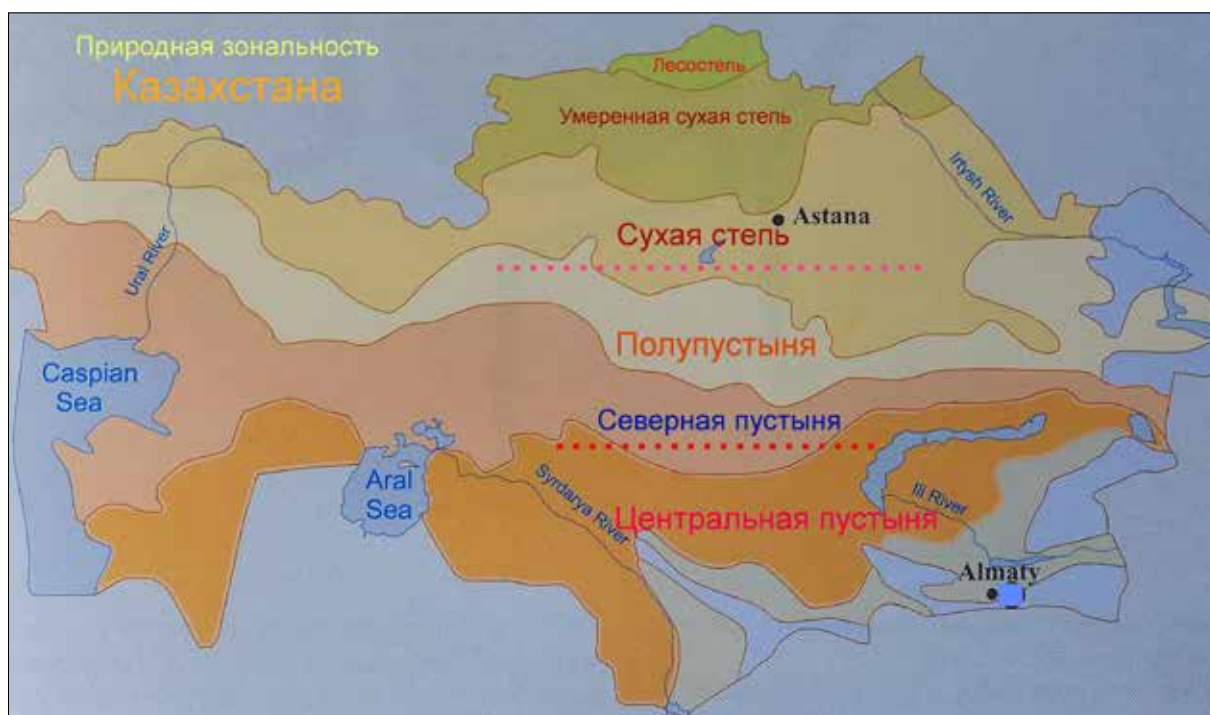 Природная зональность
Казахстана
Лесостепь
Умеренная сухая степь
Irtysh River
Astana
Сухая степь
Ural River
Полупустыня
Caspian
Sea
Северная пустыня
Aral
Sea
Syrdarya River
Ili River
Центральная пустыня
Almaty